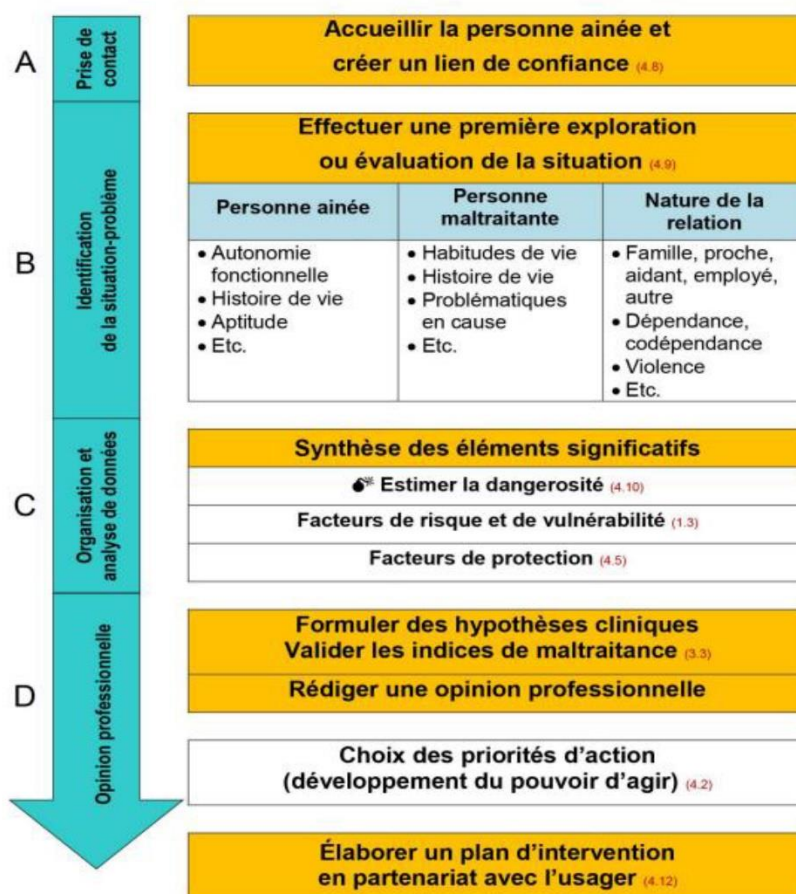 A
Prise de
contact
Accueillir la personne ainée et
créer un lien de confiance (4.8)
B
Identification
de la situation-problème
Effectuer une première exploration
ou évaluation de la situation (4.9)
Personne ainée
• Autonomie
fonctionnelle
• Histoire de vie
• Aptitude
• Etc.
Personne
maltraitante
• Habitudes de vie
• Histoire de vie
• Problématiques
en cause
• Etc.
Nature de la
relation
• Famille, proche,
aidant, employé,
autre
• Dépendance,
codépendance
• Violence
• Etc.
C
Organisation et
analyse de données
Synthèse des éléments significatifs
Estimer la dangerosité (4.10)
Facteurs de risque et de vulnérabilité (1.3)
Facteurs de protection (4.5)
D
Opinion professionnelle
Formuler des hypothèses cliniques
Valider les indices de maltraitance (3.3)
Rédiger une opinion professionnelle
Choix des priorités d'action
(développement du pouvoir d'agir) (4.2)
Élaborer un plan d'intervention
en partenariat avec l'usager (4.12)